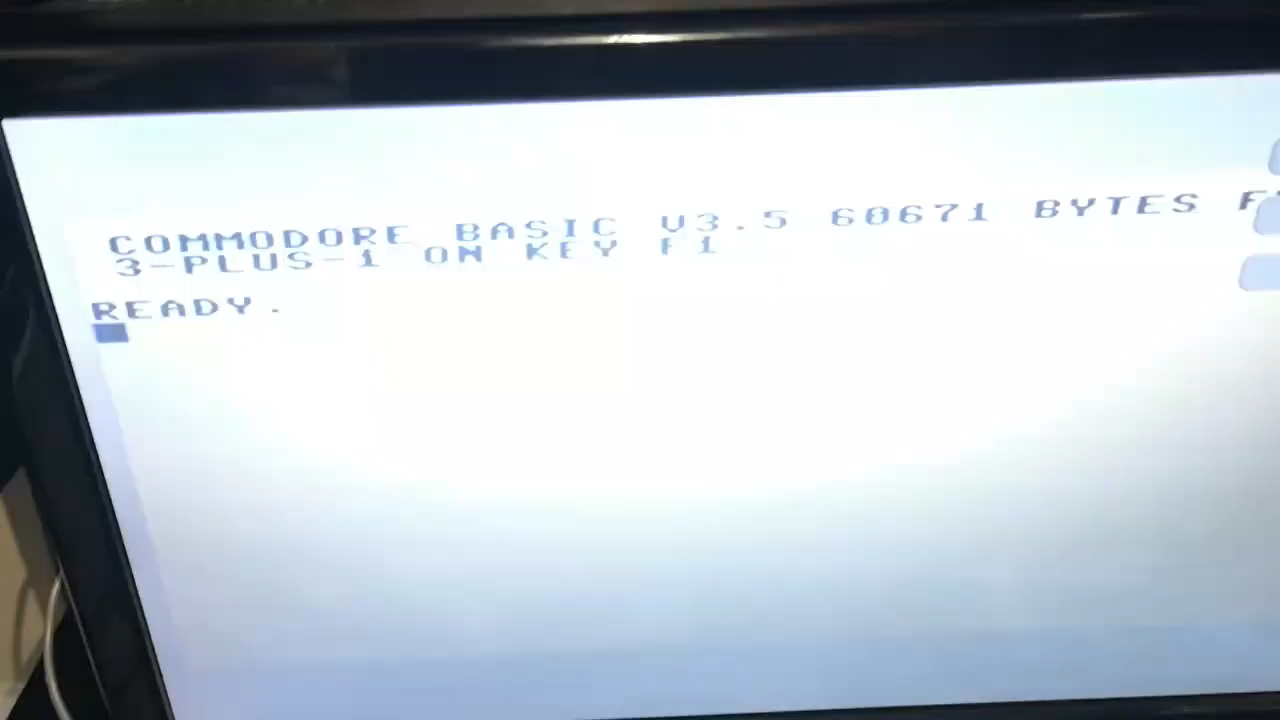 COMMODORE BASIC V3.5 60671 BYTES F
3-PLUS-1 ON KEY F1
READY.